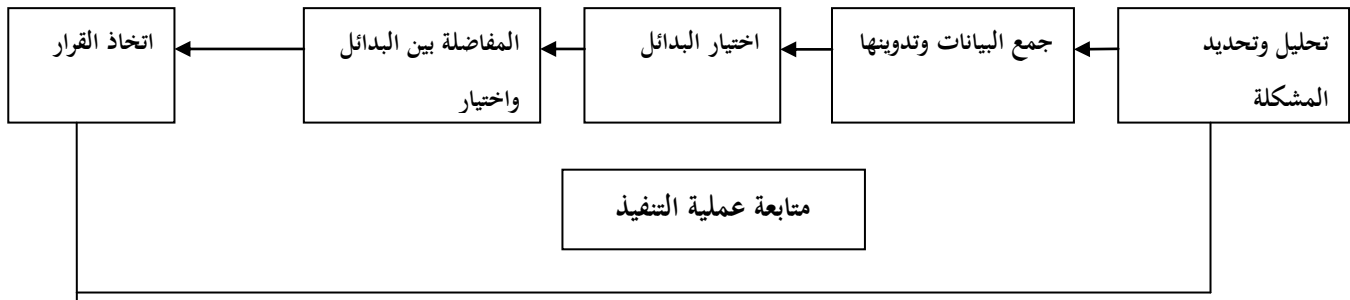 تحليل وتحديد
المشكلة
جمع البيانات وتدوينها
اختيار البدائل
المفاضلة بين البدائل
واختيار
اتخاذ القرار
متابعة عملية التنفيذ